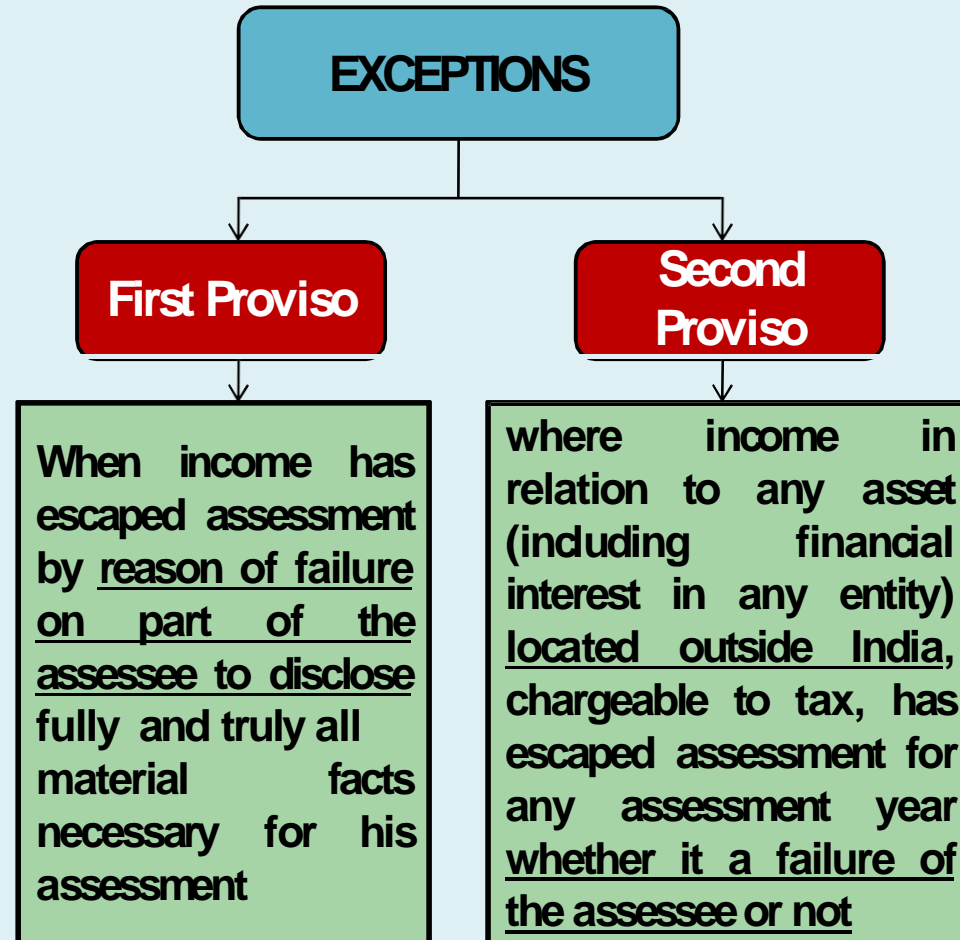 EXCEPTIONS
First Proviso
Second
Proviso
When income has
escaped assessment
by reason of failure
on part of the
assessee to disclose
fully and truly all
material facts
necessary for his
assessment
where income in
relation to any asset
(including financial
interest in any entity)
located outside India,
chargeable to tax, has
escaped assessment for
any assessment year
whether it a failure of
the assessee or not